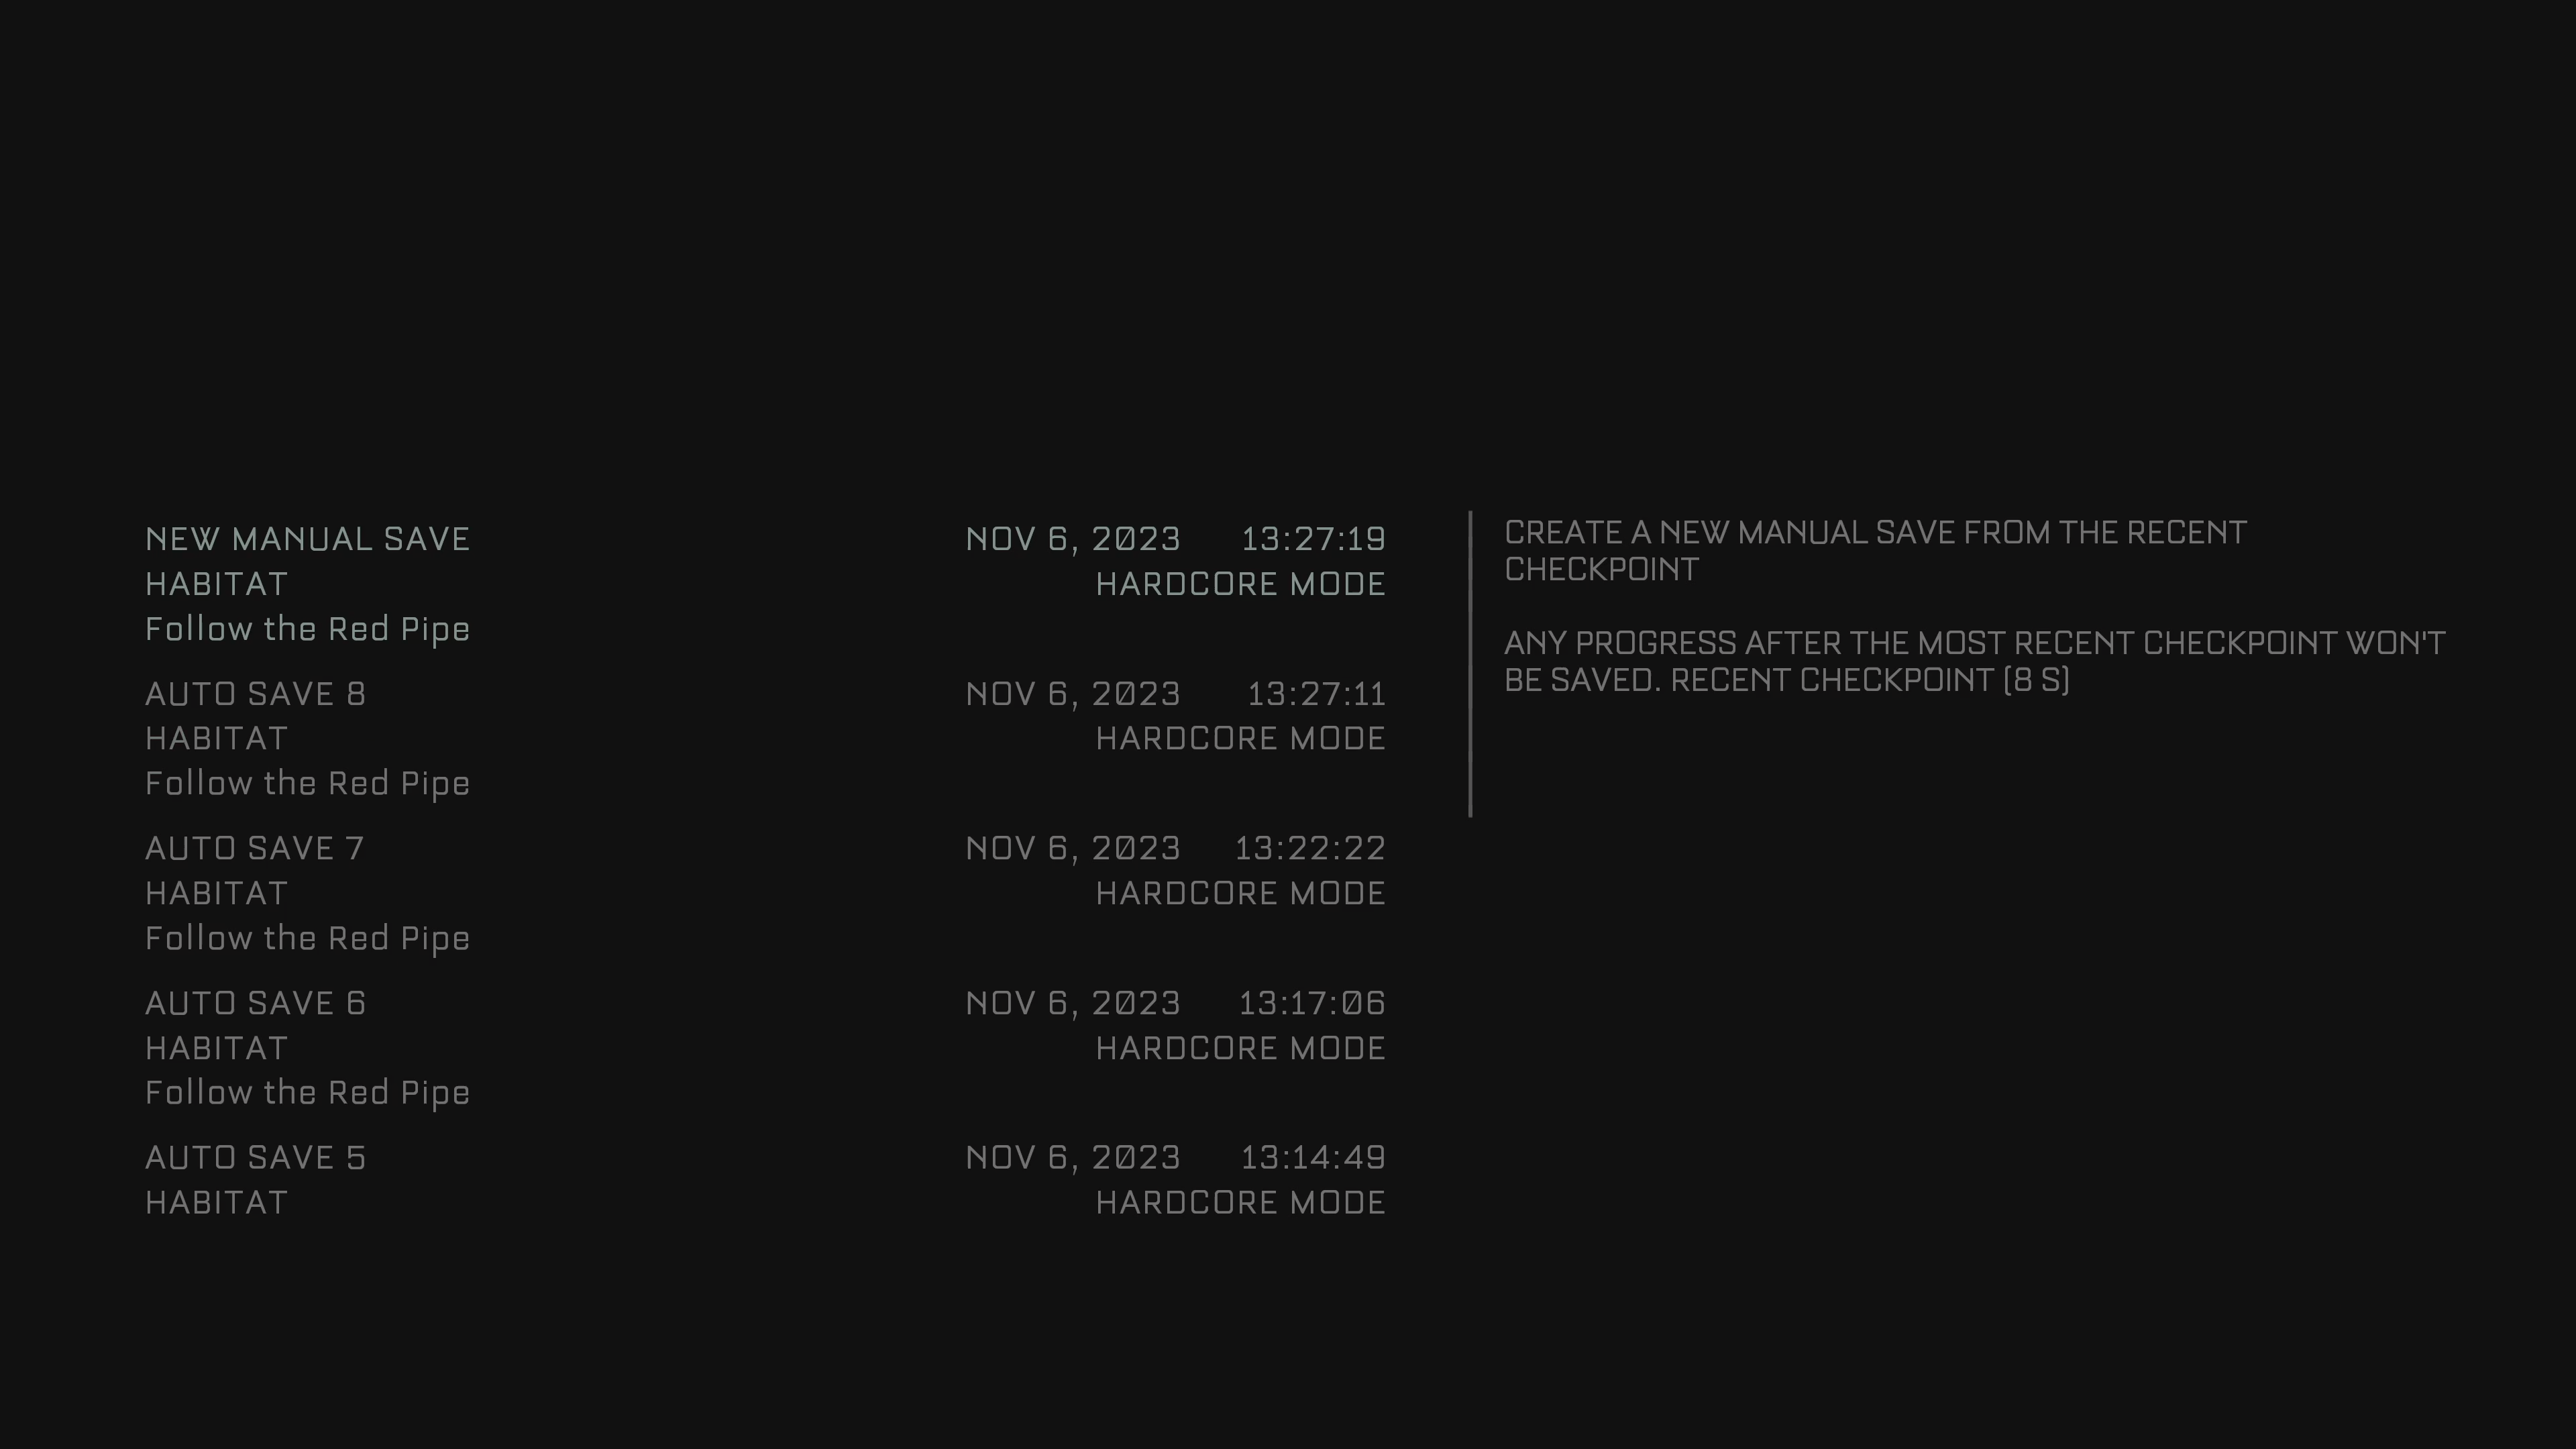 NEW MANUAL SAVE NOV 6, 2023 13:27:19
HABITAT HARDCORE MODE
Follow the Red Pipe
AUTO SAVE 8 NOV 6, 2023 13:27:11
HABITAT HARDCORE MODE
Follow the Red Pipe
AUTO SAVE 7 NOV 6, 2023 13:22:22
HABITAT HARDCORE MODE
Follow the Red Pipe
AUTO SAVE 6 NOV 6, 2023 13:17:06
HABITAT HARDCORE MODE
Follow the Red Pipe
AUTO SAVE 5 NOV 6, 2023 13:14:49
HABITAT HARDCORE MODE
CREATE A NEW MANUAL SAVE FROM THE RECENT
CHECKPOINT
ANY PROGRESS AFTER THE MOST RECENT CHECKPOINT WON'T
BE SAVED. RECENT CHECKPOINT (8 S)